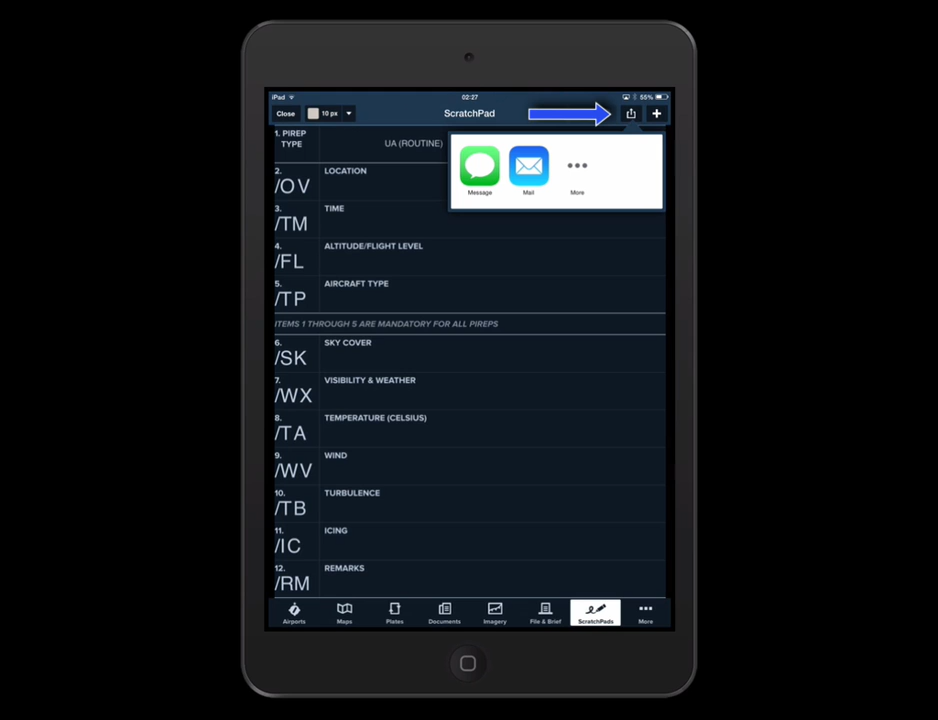 iPad 02:27 55%
Close 10 px ScratchPad
1. PIREP TYPE UA (ROUTINE)
Message Mail More
2. /OV LOCATION
3. /TM TIME
4. /FL ALTITUDE/FLIGHT LEVEL
5. /TP AIRCRAFT TYPE
ITEMS 1 THROUGH 5 ARE MANDATORY FOR ALL PIREPS
6. /SK SKY COVER
7. /WX VISIBILITY & WEATHER
8. /TA TEMPERATURE (CELSIUS)
9. /WV WIND
10. /TB TURBULENCE
11. /IC ICING
12. /RM REMARKS
Airports Maps Plates Documents Imagery File & Brief ScratchPads More